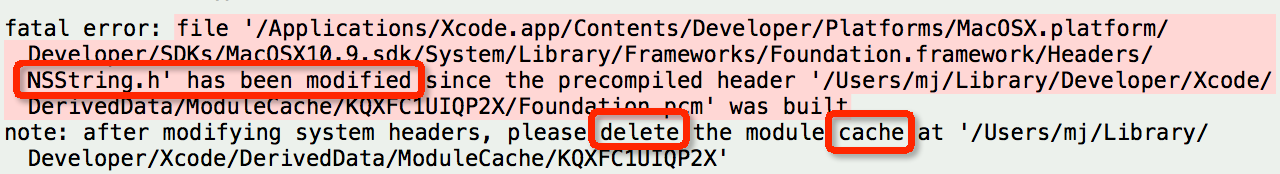 fatal error: file '/Applications/Xcode.app/Contents/Developer/Platforms/MacOSX.platform/
Developer/SDKs/MacOSX10.9.sdk/System/Library/Frameworks/Foundation.framework/Headers/
NSString.h' has been modified since the precompiled header '/Users/mj/Library/Developer/Xcode/
DerivedData/ModuleCache/KQXFC1UIQP2X/Foundation.pcm' was built
note: after modifying system headers, please delete the module cache at '/Users/mj/Library/
Developer/Xcode/DerivedData/ModuleCache/KQXFC1UIQP2X'